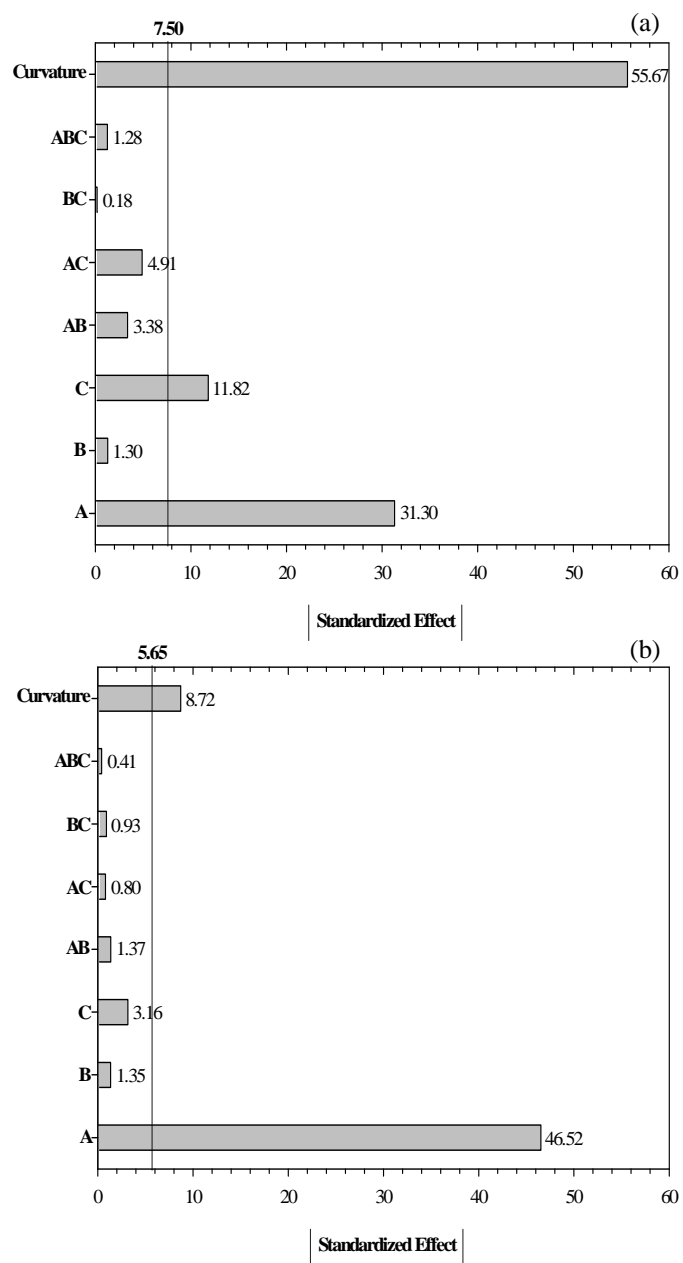 (a)
7.50
Curvature 55.67
ABC 1.28
BC 0.18
AC 4.91
AB 3.38
C 11.82
B 1.30
A 31.30
0 10 20 30 40 50 60
| Standardized Effect |
(b)
5.65
Curvature 8.72
ABC 0.41
BC 0.93
AC 0.80
AB 1.37
C 3.16
B 1.35
A 46.52
0 10 20 30 40 50 60
| Standardized Effect |